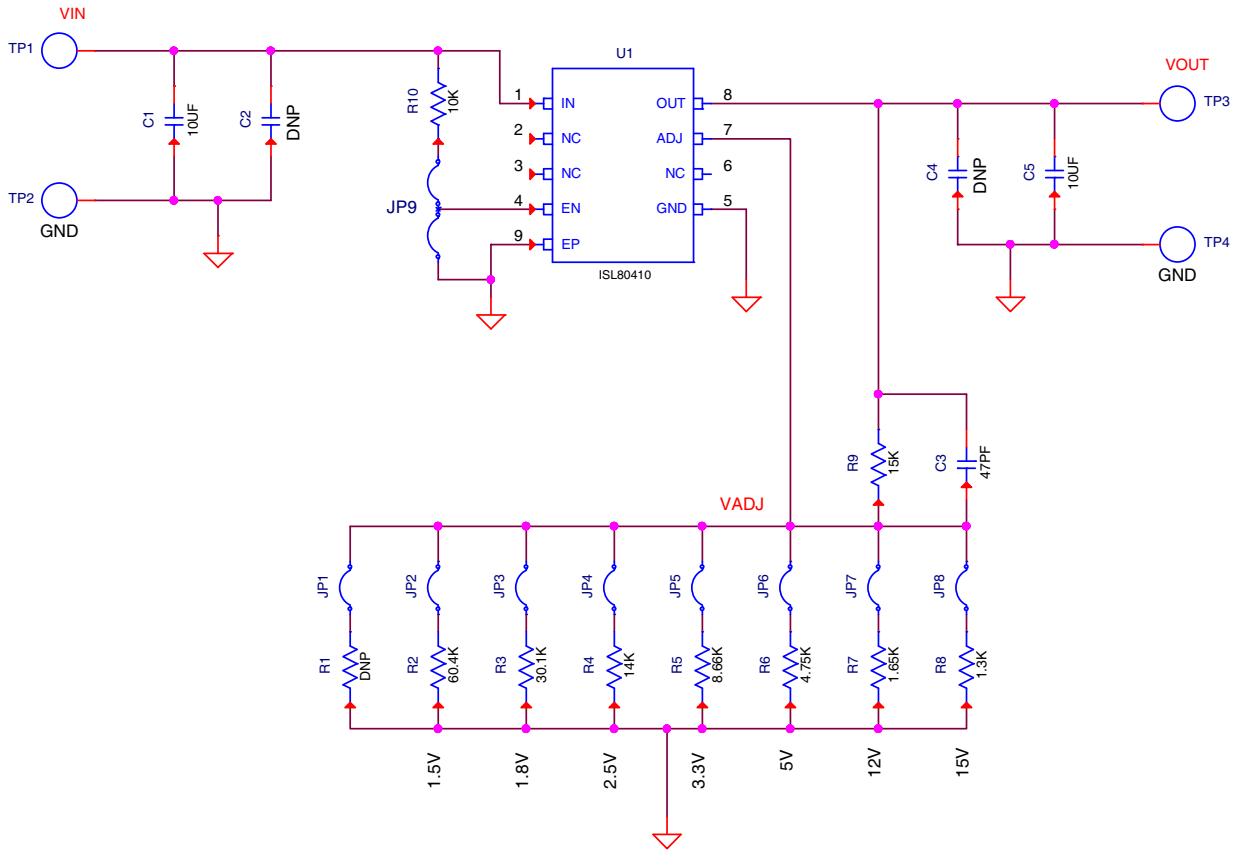 VIN
TP1
C1
10UF
C2
DNP
TP2
GND
R10
10K
JP9
U1
1
IN
2
NC
3
NC
4
EN
9
EP
OUT
8
ADJ
7
NC
6
GND
5
ISL80410
VOUT
TP3
C4
DNP
C5
10UF
TP4
GND
R9
15K
C3
47PF
VADJ
JP1
JP2
JP3
JP4
JP5
JP6
JP7
JP8
R1
DNP
R2
60.4K
R3
30.1K
R4
14K
R5
8.66K
R6
4.75K
R7
1.65K
R8
1.3K
1.5V
1.8V
2.5V
3.3V
5V
12V
15V